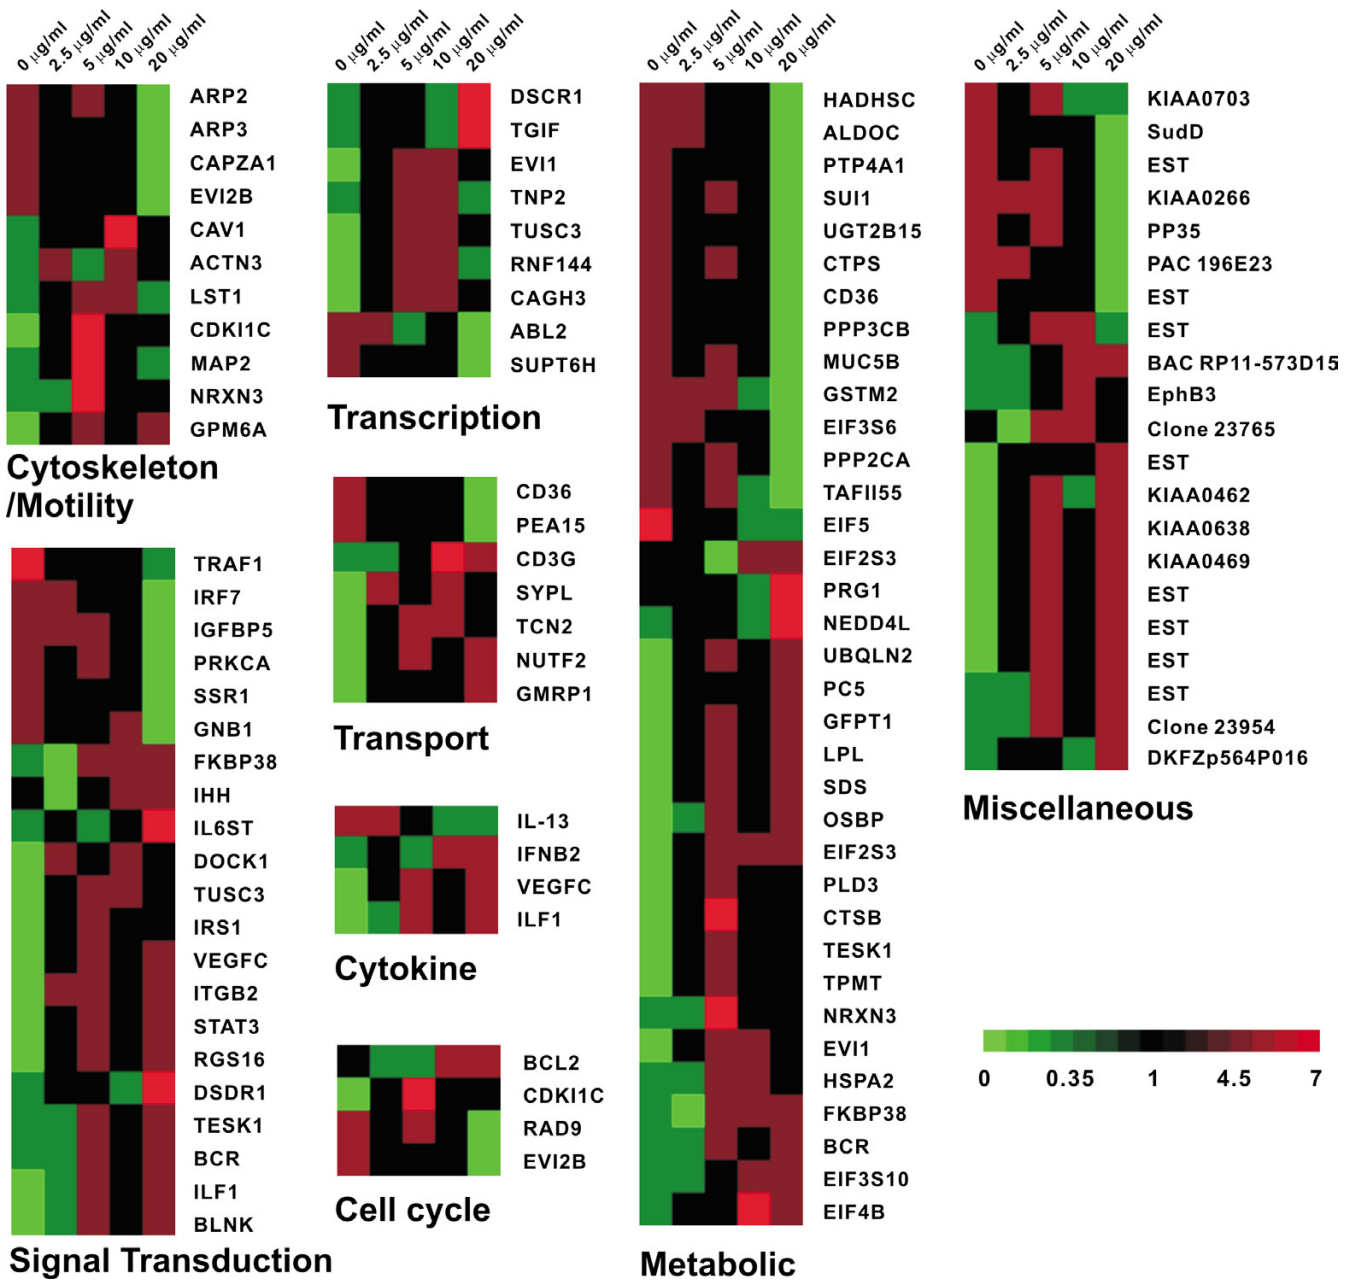 0 µg/ml
2.5 µg/ml
5 µg/ml
10 µg/ml
20 µg/ml
ARP2
ARP3
CAPZA1
EVI2B
CAV1
ACTN3
LST1
CDKI1C
MAP2
NRXN3
GPM6A
Cytoskeleton
/Motility
TRAF1
IRF7
IGFBP5
PRKCA
SSR1
GNB1
FKBP38
IHH
IL6ST
DOCK1
TUSC3
IRS1
VEGFC
ITGB2
STAT3
RGS16
DSDR1
TESK1
BCR
ILF1
BLNK
Signal Transduction
0 µg/ml
2.5 µg/ml
5 µg/ml
10 µg/ml
20 µg/ml
DSCR1
TGIF
EVI1
TNP2
TUSC3
RNF144
CAGH3
ABL2
SUPT6H
Transcription
CD36
PEA15
CD3G
SYPL
TCN2
NUTF2
GMRP1
Transport
IL-13
IFNB2
VEGFC
ILF1
Cytokine
BCL2
CDKI1C
RAD9
EVI2B
Cell cycle
0 µg/ml
2.5 µg/ml
5 µg/ml
10 µg/ml
20 µg/ml
HADHSC
ALDOC
PTP4A1
SUI1
UGT2B15
CTPS
CD36
PPP3CB
MUC5B
GSTM2
EIF3S6
PPP2CA
TAFII55
EIF5
EIF2S3
PRG1
NEDD4L
UBQLN2
PC5
GFPT1
LPL
SDS
OSBP
EIF2S3
PLD3
CTSB
TESK1
TPMT
NRXN3
EVI1
HSPA2
FKBP38
BCR
EIF3S10
EIF4B
Metabolic
0 µg/ml
2.5 µg/ml
5 µg/ml
10 µg/ml
20 µg/ml
KIAA0703
SudD
EST
KIAA0266
PP35
PAC 196E23
EST
EST
BAC RP11-573D15
EphB3
Clone 23765
EST
KIAA0462
KIAA0638
KIAA0469
EST
EST
EST
EST
Clone 23954
DKFZp564P016
Miscellaneous
0 0.35 1 4.5 7